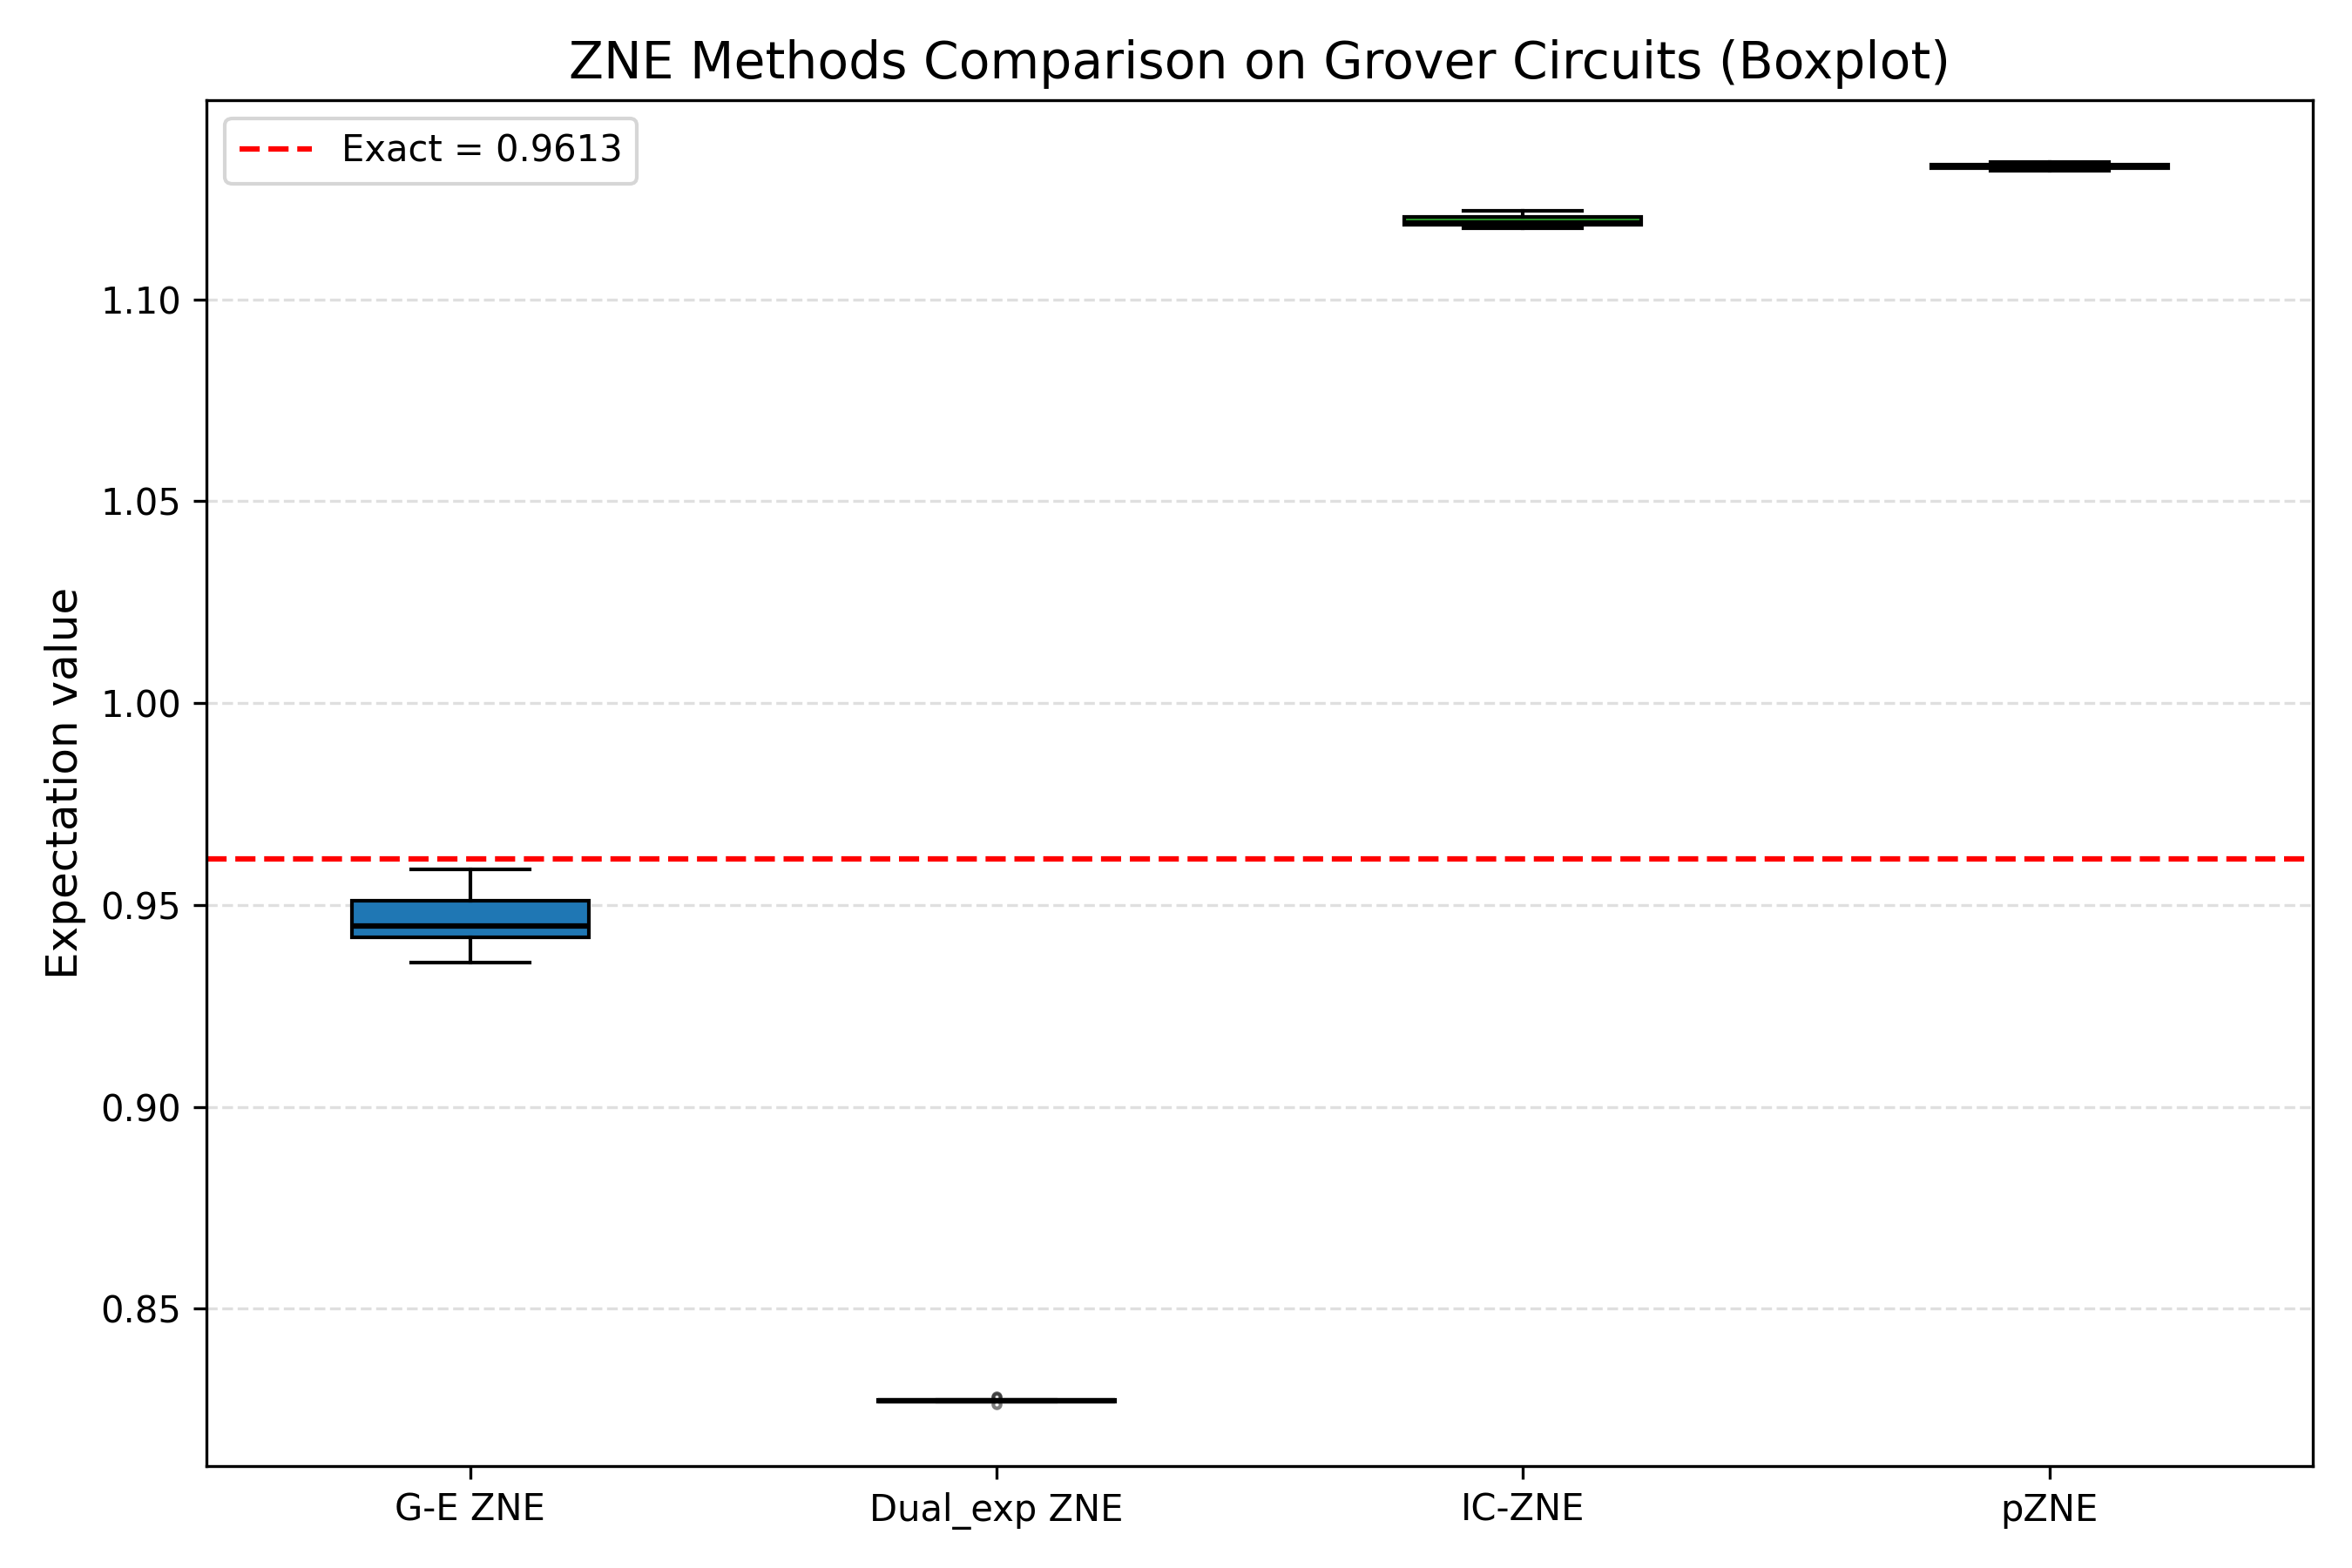 ZNE Methods Comparison on Grover Circuits (Boxplot)
Exact = 0.9613
Expectation value
1.10
1.05
1.00
0.95
0.90
0.85
G-E ZNE
Dual_exp ZNE
IC-ZNE
pZNE